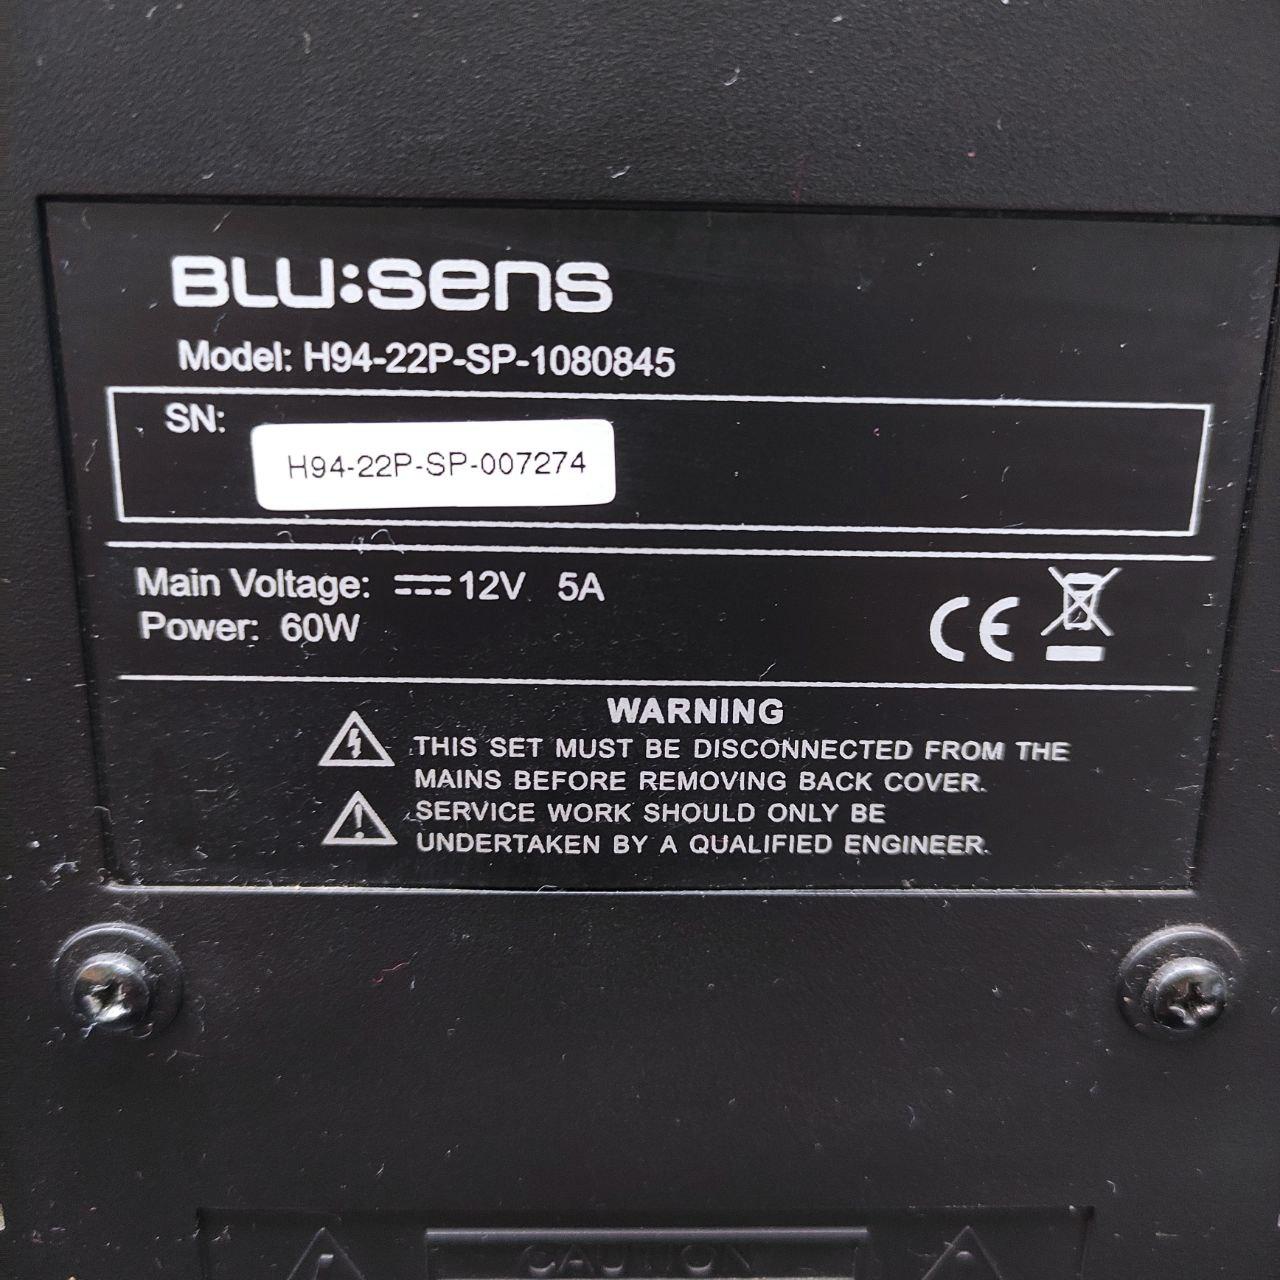 BLU:SENS
Model: H94-22P-SP-1080845
SN:
H94-22P-SP-007274
Main Voltage: ⎓12V 5A
Power: 60W
CE
WARNING
THIS SET MUST BE DISCONNECTED FROM THE
MAINS BEFORE REMOVING BACK COVER.
SERVICE WORK SHOULD ONLY BE
UNDERTAKEN BY A QUALIFIED ENGINEER.
CAUTION